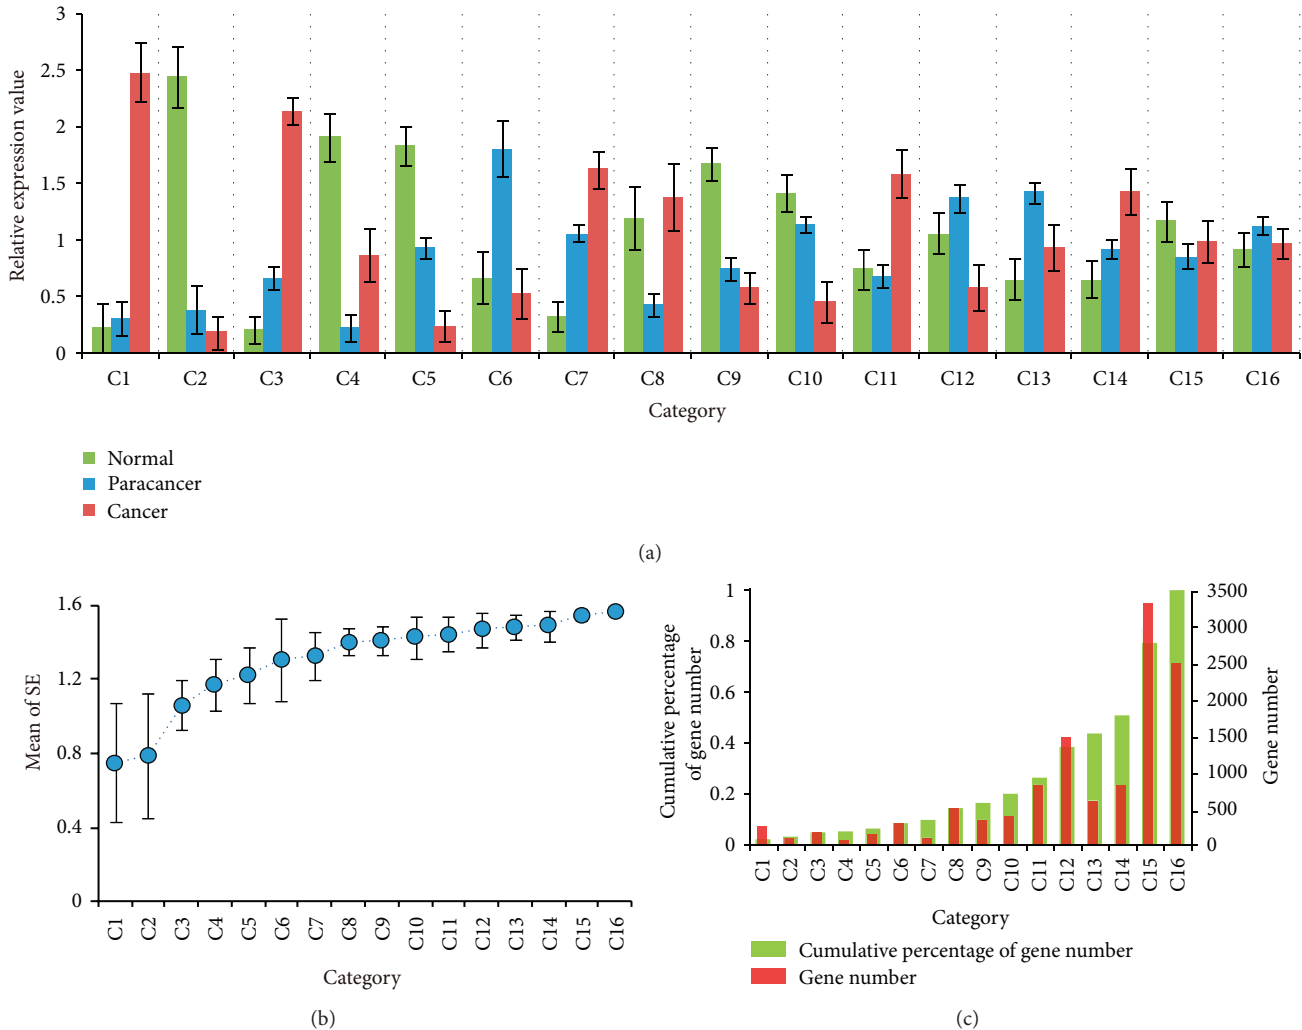 3
2.5
2
1.5
1
0.5
0
Relative expression value
C1 C2 C3 C4 C5 C6 C7 C8 C9 C10 C11 C12 C13 C14 C15 C16
Category
Normal
Paracancer
Cancer
(a)
1.6
1.2
0.8
0.4
0
Mean of SE
C1 C2 C3 C4 C5 C6 C7 C8 C9 C10 C11 C12 C13 C14 C15 C16
Category
(b)
1
0.8
0.6
0.4
0.2
0
Cumulative percentage
of gene number
3500
3000
2500
2000
1500
1000
500
0
Gene number
C1 C2 C3 C4 C5 C6 C7 C8 C9 C10 C11 C12 C13 C14 C15 C16
Category
Cumulative percentage of gene number
Gene number
(c)